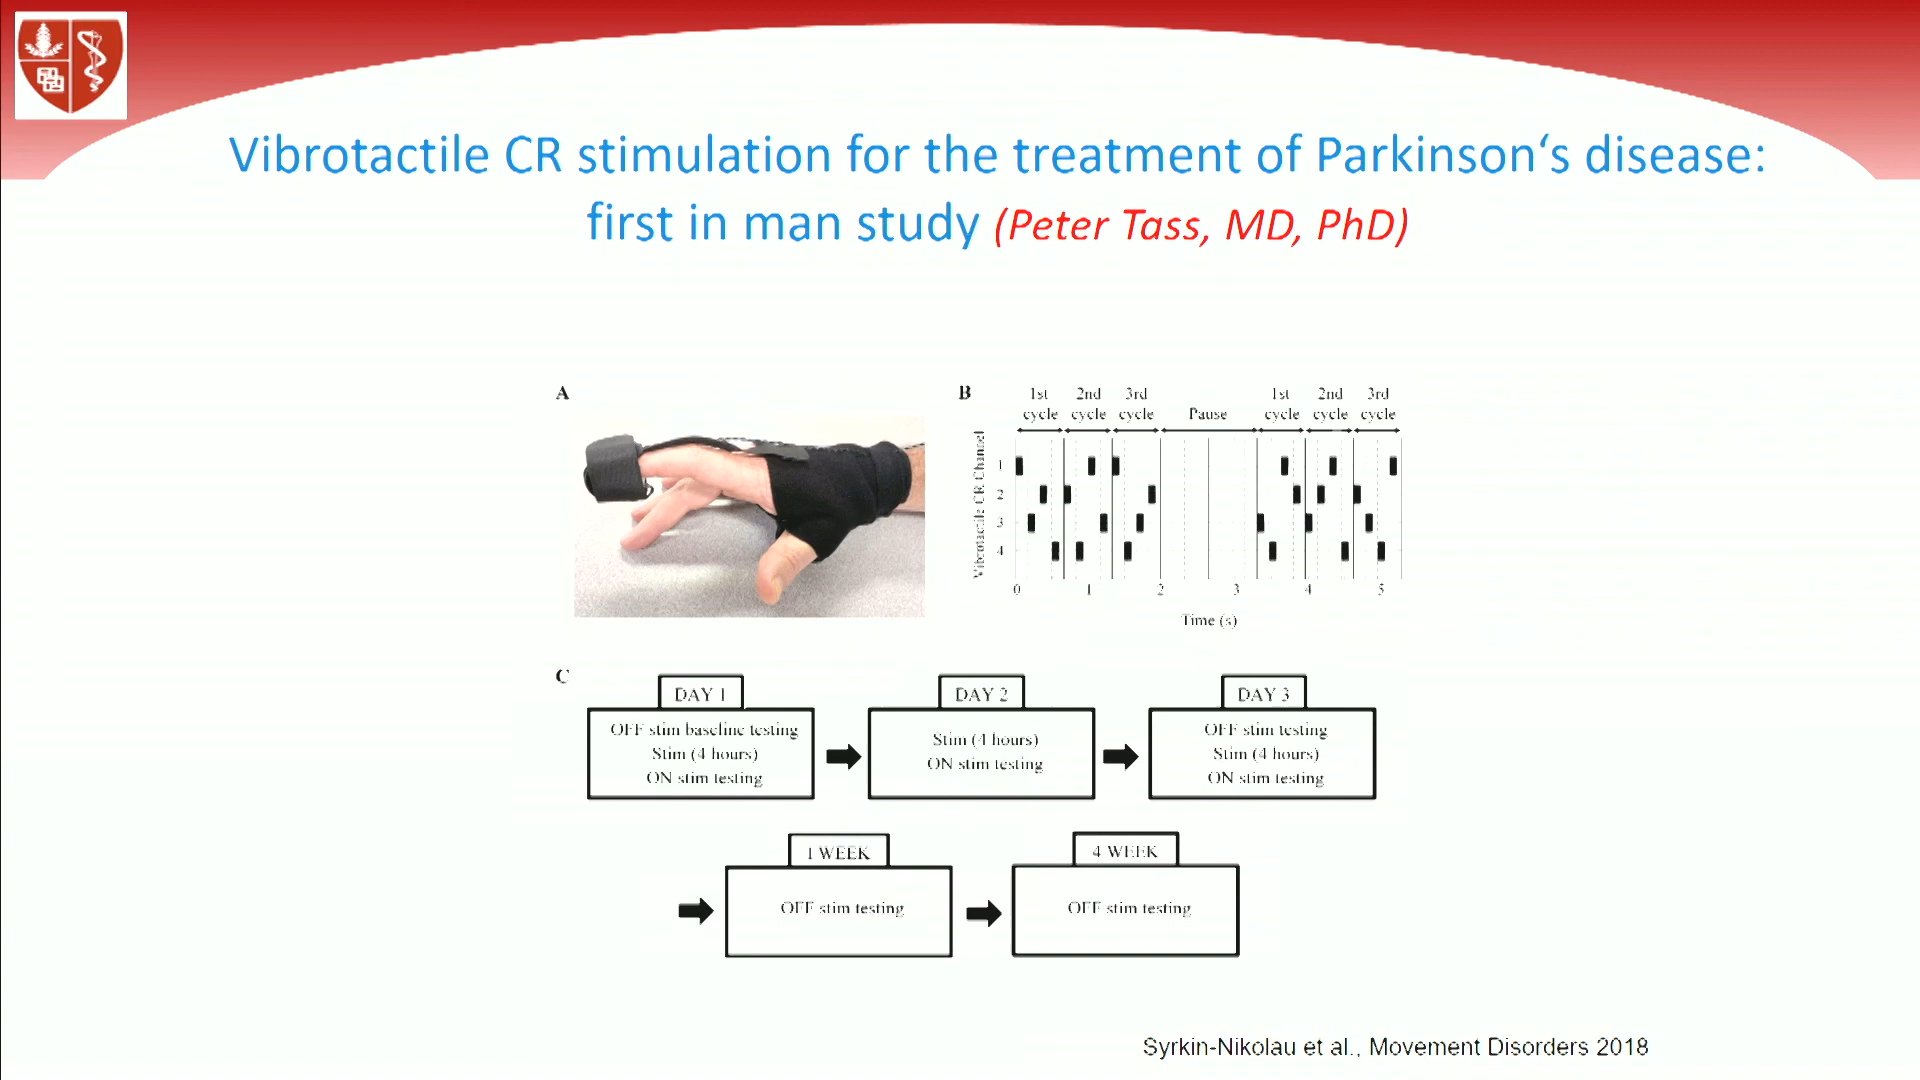 Vibrotactile CR stimulation for the treatment of Parkinson‘s disease:
first in man study (Peter Tass, MD, PhD)
A
B
1st cycle
2nd cycle
3rd cycle
Pause
1st cycle
2nd cycle
3rd cycle
Vibrotactile CR Channel
1
2
3
4
0 1 2 3 4 5
Time (s)
C
DAY 1
OFF stim baseline testing
Stim (4 hours)
ON stim testing
DAY 2
Stim (4 hours)
ON stim testing
DAY 3
OFF stim testing
Stim (4 hours)
ON stim testing
1 WEEK
OFF stim testing
4 WEEK
OFF stim testing
Syrkin-Nikolau et al., Movement Disorders 2018